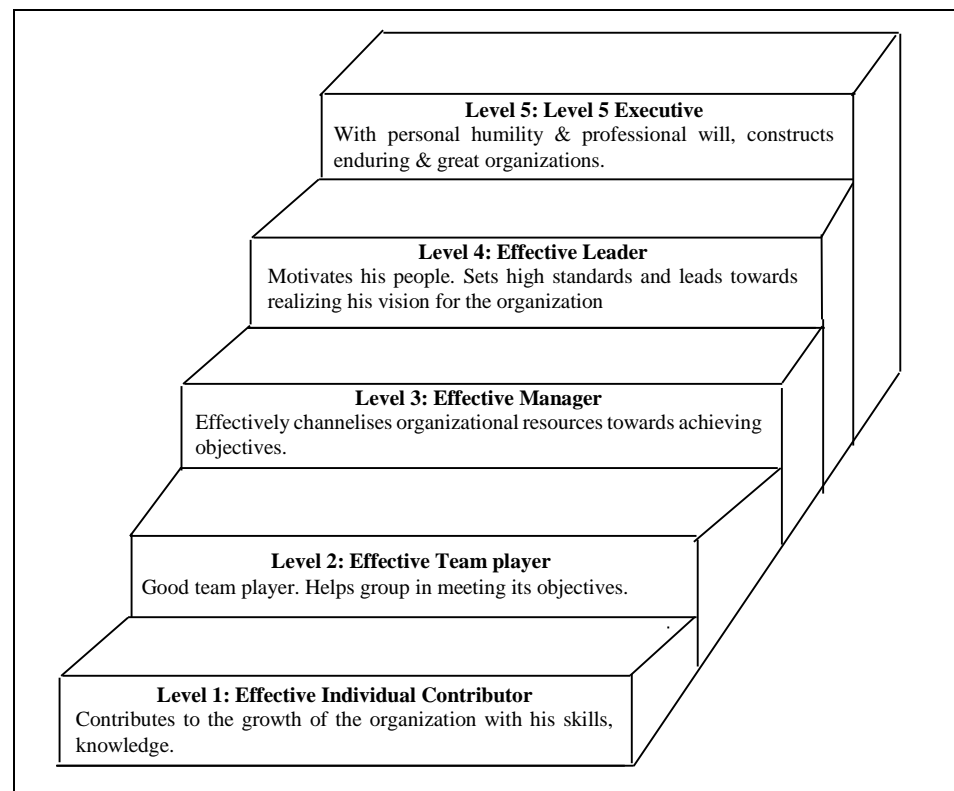 Level 5: Level 5 Executive
With personal humility & professional will, constructs
enduring & great organizations.
Level 4: Effective Leader
Motivates his people. Sets high standards and leads towards
realizing his vision for the organization
Level 3: Effective Manager
Effectively channelises organizational resources towards achieving
objectives.
Level 2: Effective Team player
Good team player. Helps group in meeting its objectives.
Level 1: Effective Individual Contributor
Contributes to the growth of the organization with his skills,
knowledge.